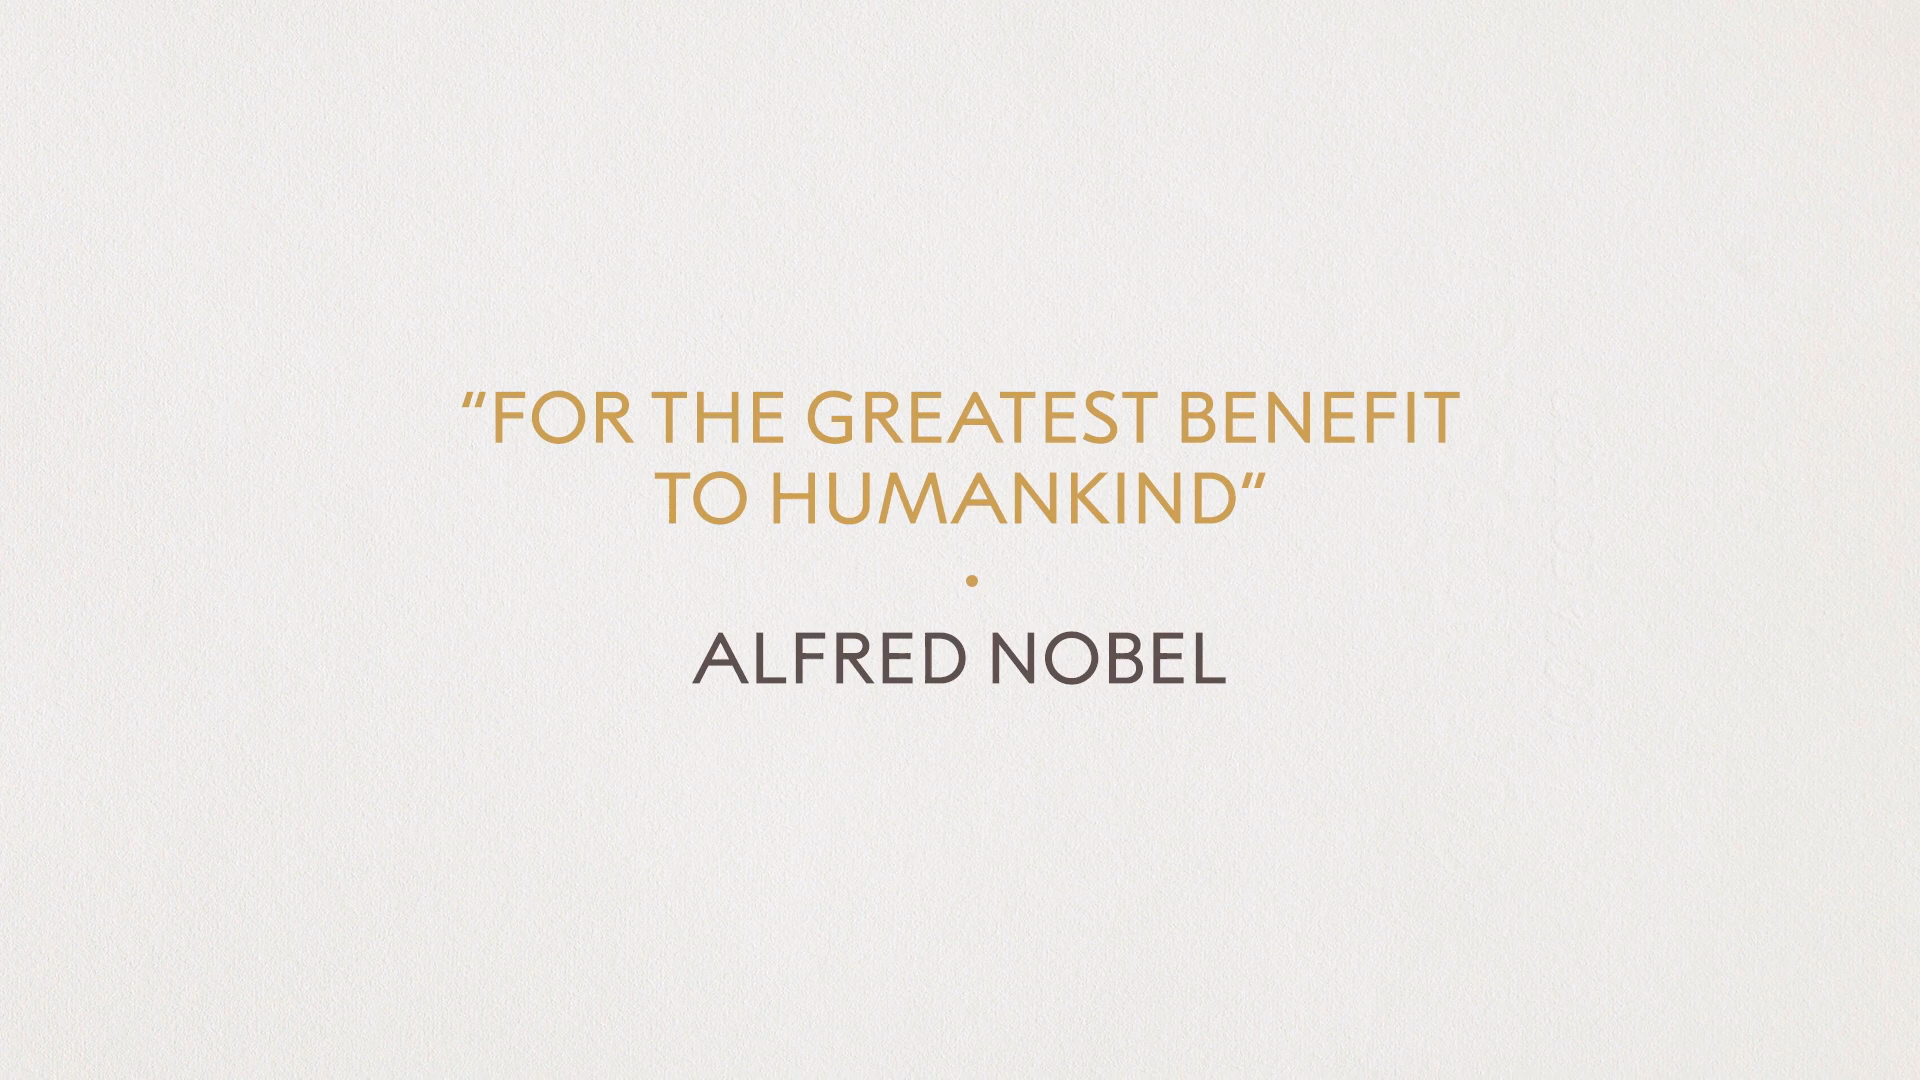 “FOR THE GREATEST BENEFIT
TO HUMANKIND”
•
ALFRED NOBEL